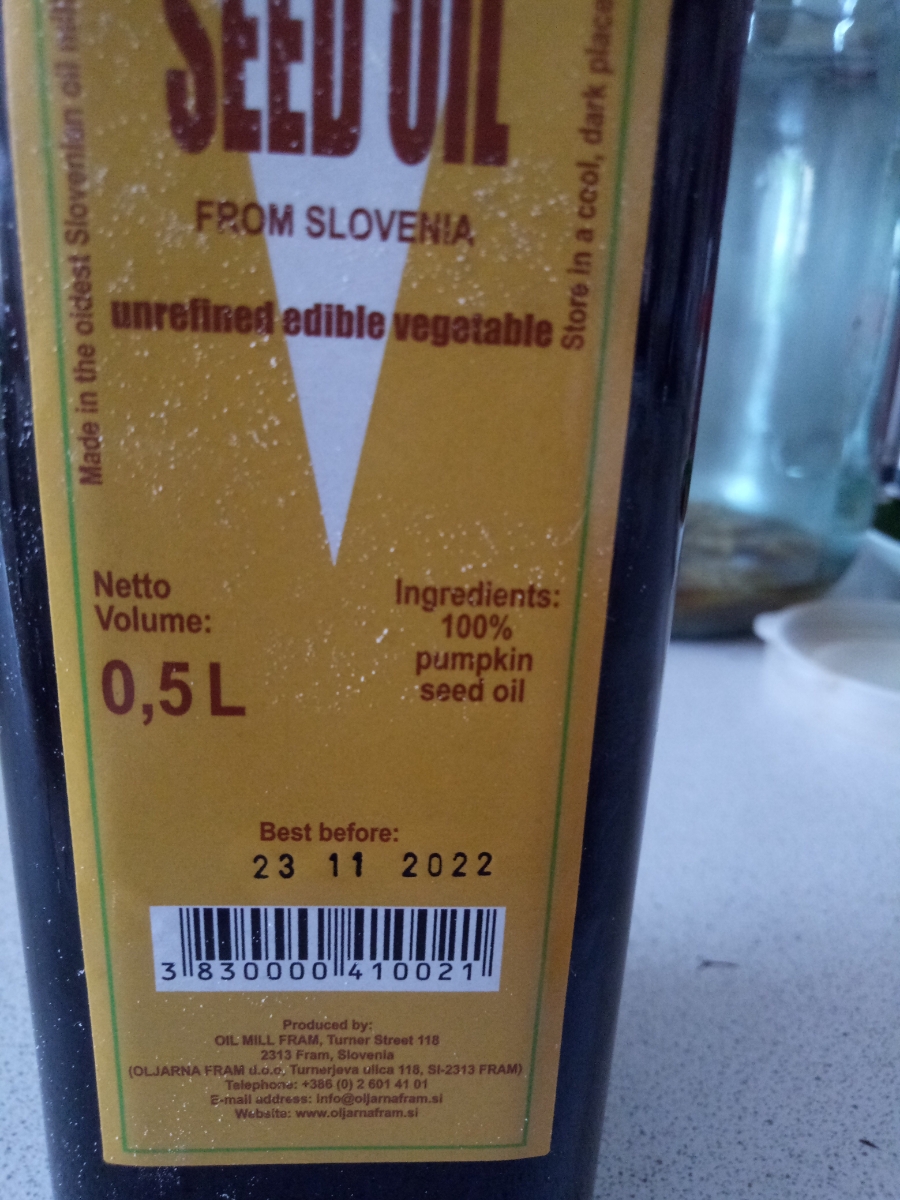 SEED OIL
FROM SLOVENIA
unrefined edible vegetable
Made in the oldest Slovenian oil mill
Store in a cool, dark place
Netto
Volume:
0,5 L
Ingredients:
100%
pumpkin
seed oil
Best before:
23 11 2022
3 830000 410021
Produced by:
OIL MILL FRAM, Turner Street 118
2313 Fram, Slovenia
(OLJARNA FRAM d.o.o. Turnerjeva ulica 118, SI-2313 FRAM)
Telephone: +386 (0) 2 601 41 01
E-mail address: info@oljarnafram.si
Website: www.oljarnafram.si